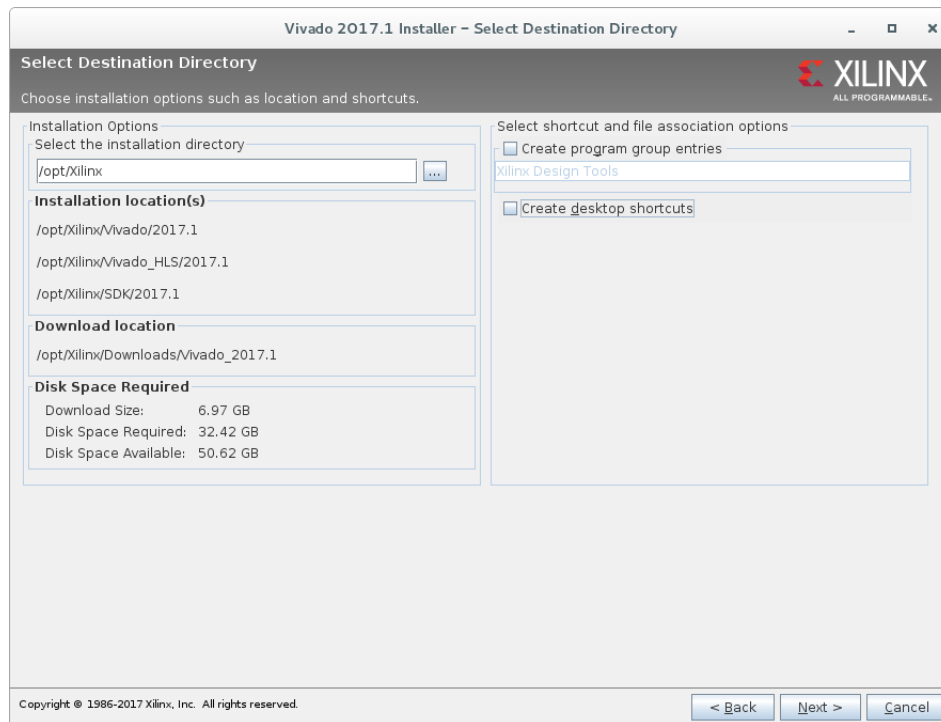 Vivado 2017.1 Installer – Select Destination Directory
Select Destination Directory
Choose installation options such as location and shortcuts.
XILINX
ALL PROGRAMMABLE™
Installation Options
Select the installation directory
/opt/Xilinx
...
Installation location(s)
/opt/Xilinx/Vivado/2017.1
/opt/Xilinx/Vivado_HLS/2017.1
/opt/Xilinx/SDK/2017.1
Download location
/opt/Xilinx/Downloads/Vivado_2017.1
Disk Space Required
Download Size: 6.97 GB
Disk Space Required: 32.42 GB
Disk Space Available: 50.62 GB
Select shortcut and file association options
Create program group entries
Xilinx Design Tools
Create desktop shortcuts
Copyright © 1986-2017 Xilinx, Inc. All rights reserved.
< Back
Next >
Cancel